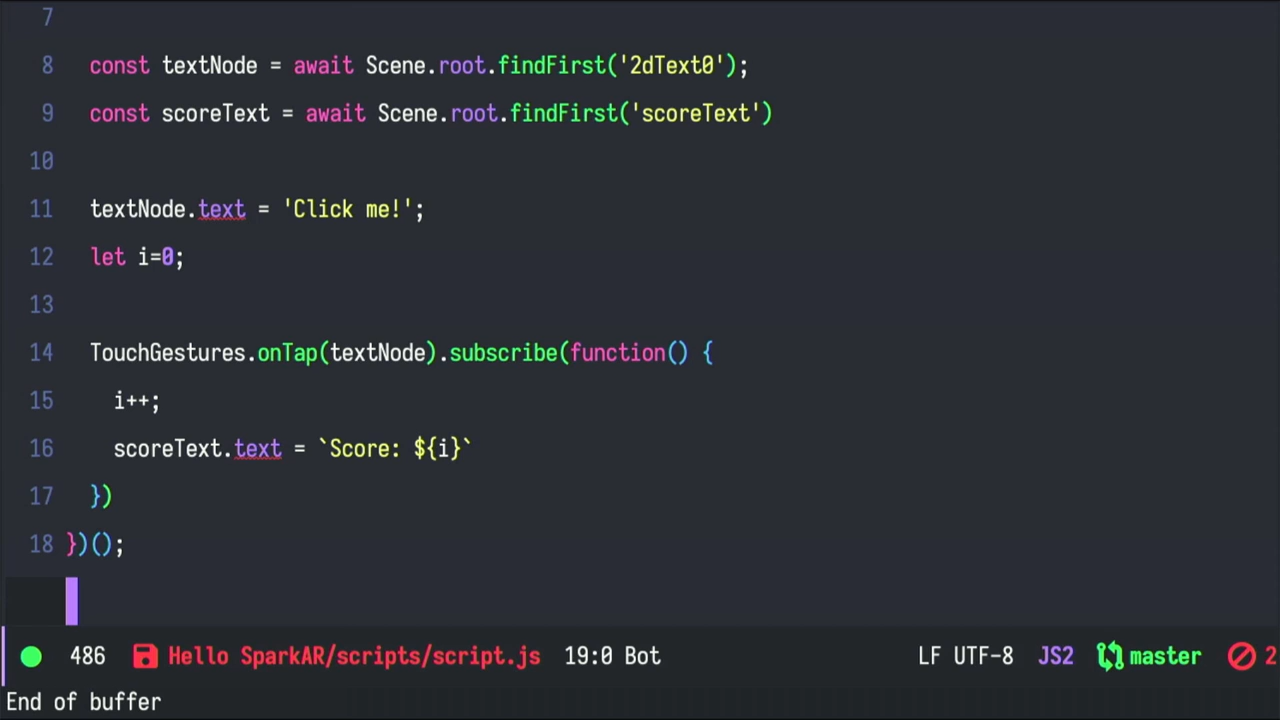 7
8 const textNode = await Scene.root.findFirst('2dText0');
9 const scoreText = await Scene.root.findFirst('scoreText')
10
11 textNode.text = 'Click me!';
12 let i=0;
13
14 TouchGestures.onTap(textNode).subscribe(function() {
15 i++;
16 scoreText.text = `Score: ${i}`
17 })
18 })();
486 Hello SparkAR/scripts/script.js 19:0 Bot LF UTF-8 JS2 master 2
End of buffer